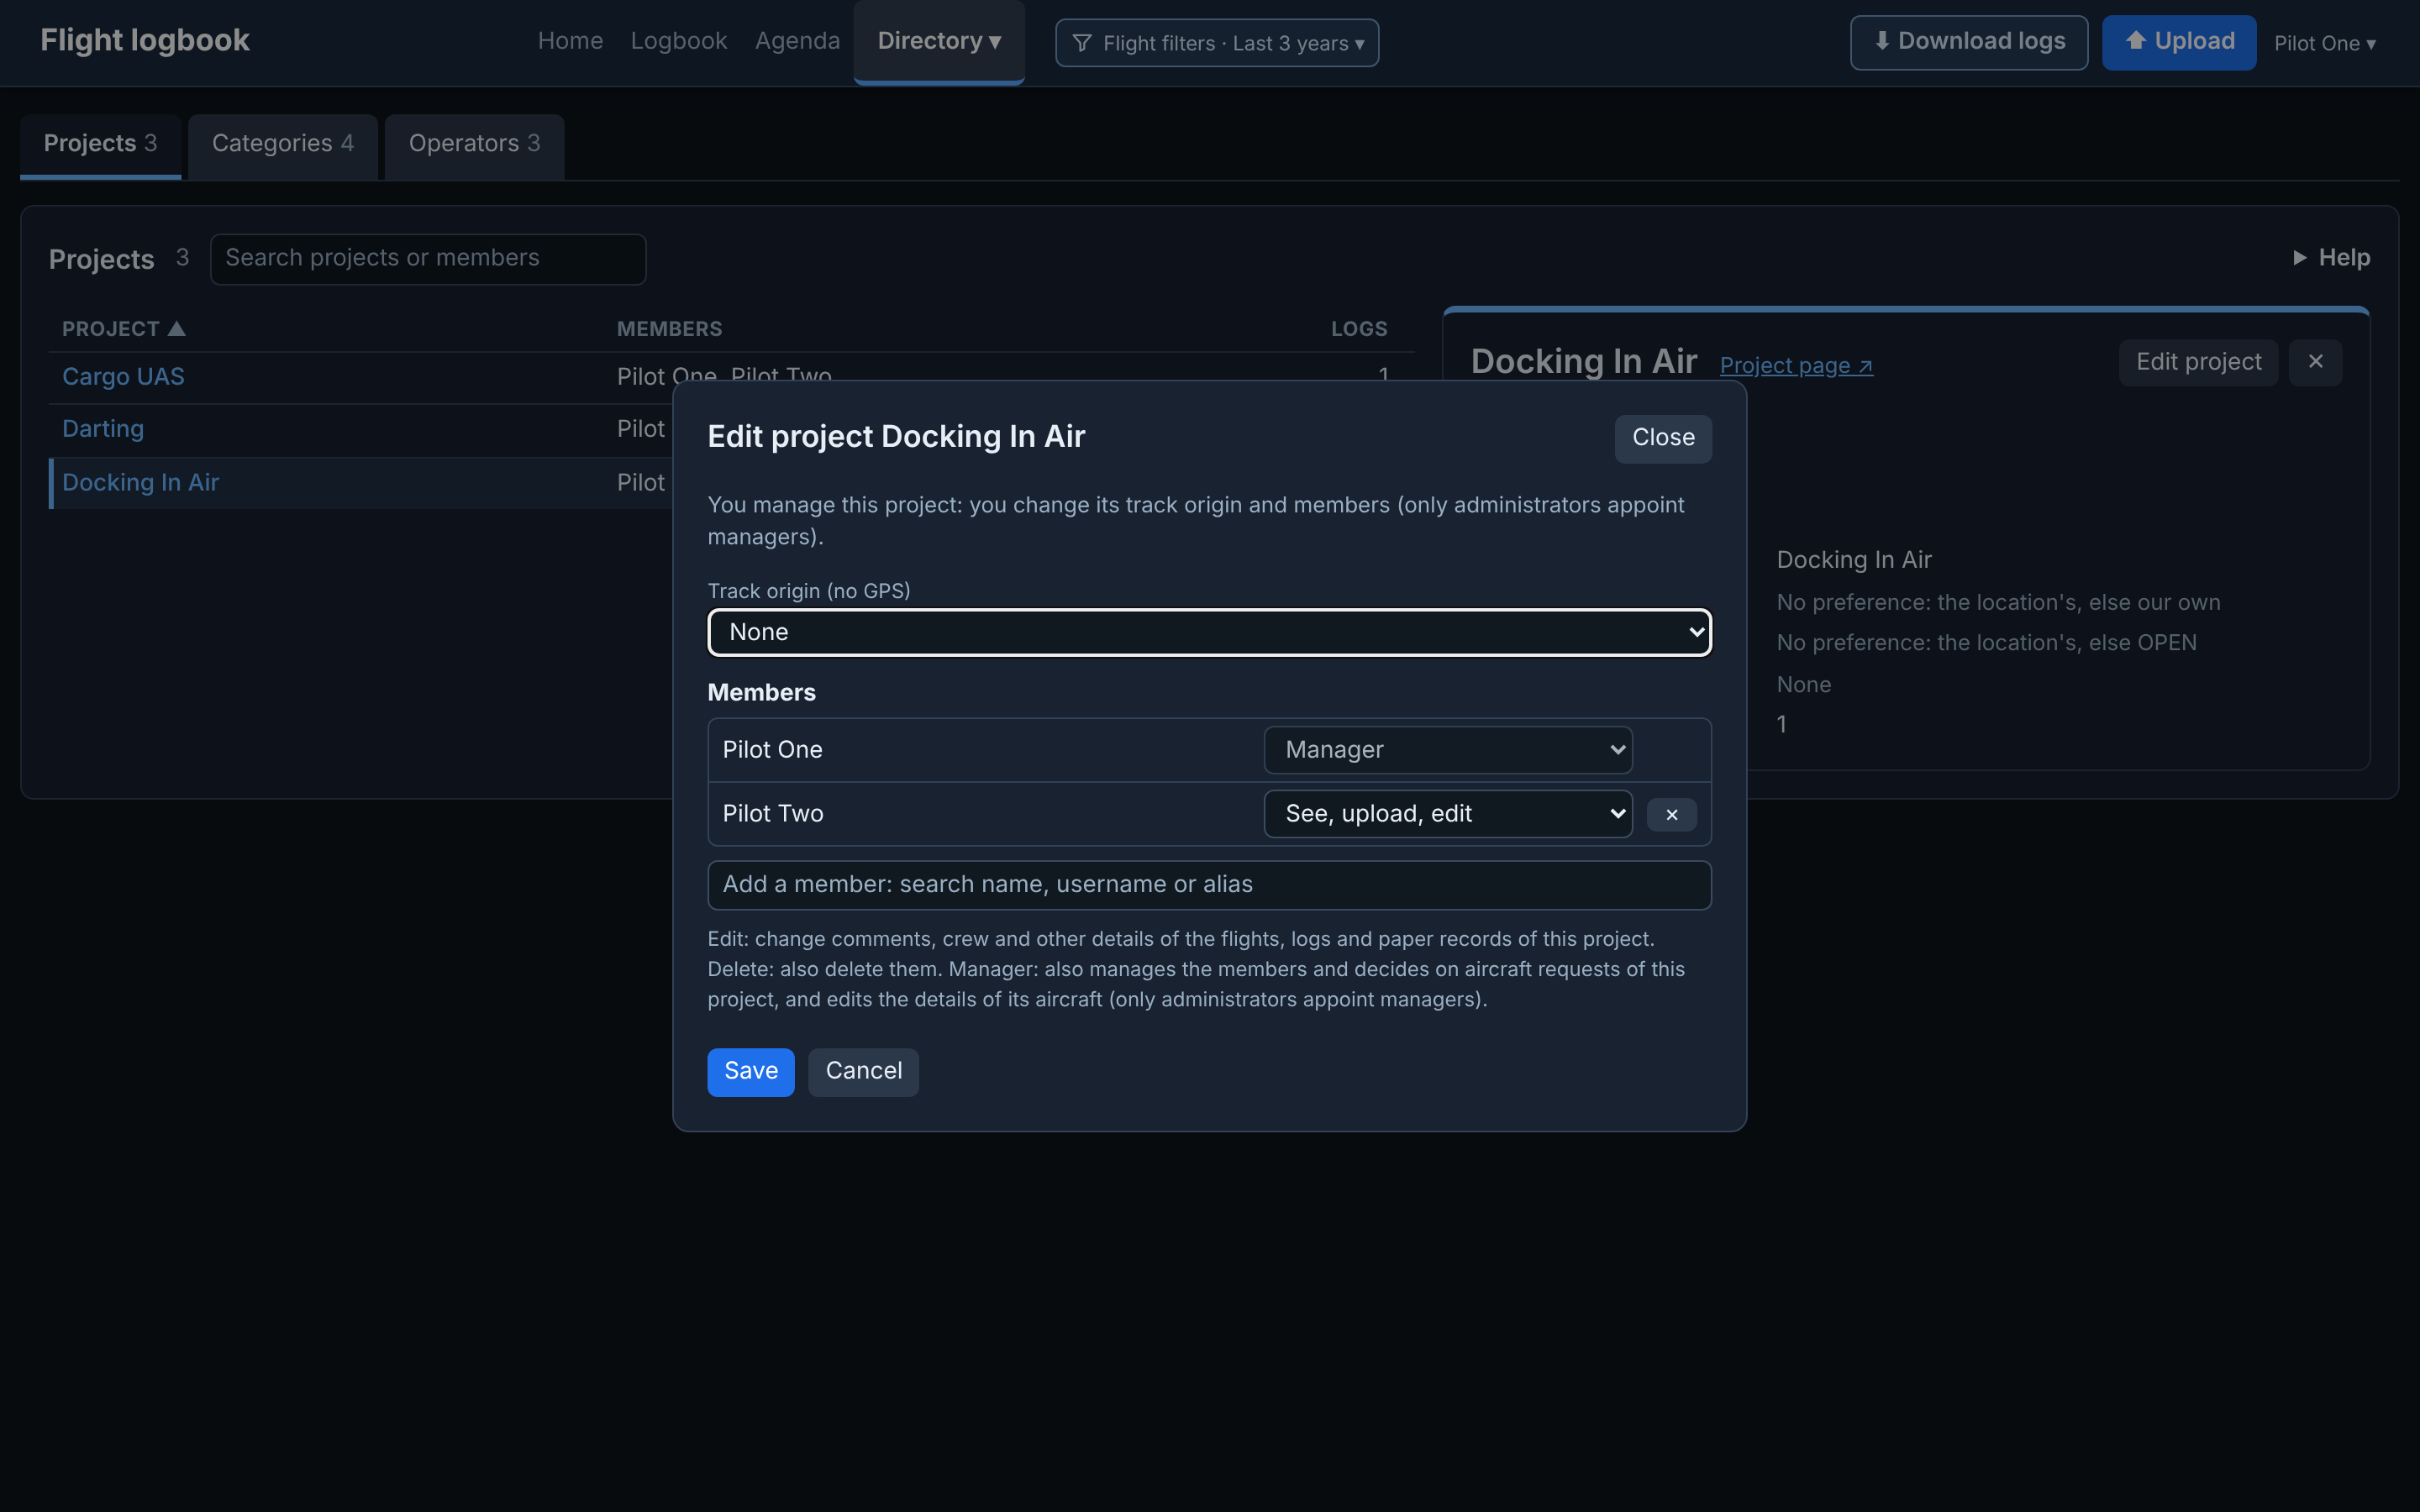 Flight logbook
Home
Logbook
Agenda
Directory ▾
Flight filters · Last 3 years ▾
⬇ Download logs
⬆ Upload
Pilot One ▾
Projects 3
Categories 4
Operators 3
Projects 3
Search projects or members
▶ Help
PROJECT ▲
MEMBERS
LOGS
Cargo UAS
Pilot One, Pilot Two
1
Darting
Pilot
Docking In Air
Pilot
Docking In Air
Project page ↗
Edit project
×
Docking In Air
No preference: the location's, else our own
No preference: the location's, else OPEN
None
1
Edit project Docking In Air
Close
You manage this project: you change its track origin and members (only administrators appoint
managers).
Track origin (no GPS)
None
Members
Pilot One
Manager
Pilot Two
See, upload, edit
×
Add a member: search name, username or alias
Edit: change comments, crew and other details of the flights, logs and paper records of this project.
Delete: also delete them. Manager: also manages the members and decides on aircraft requests of this
project, and edits the details of its aircraft (only administrators appoint managers).
Save
Cancel